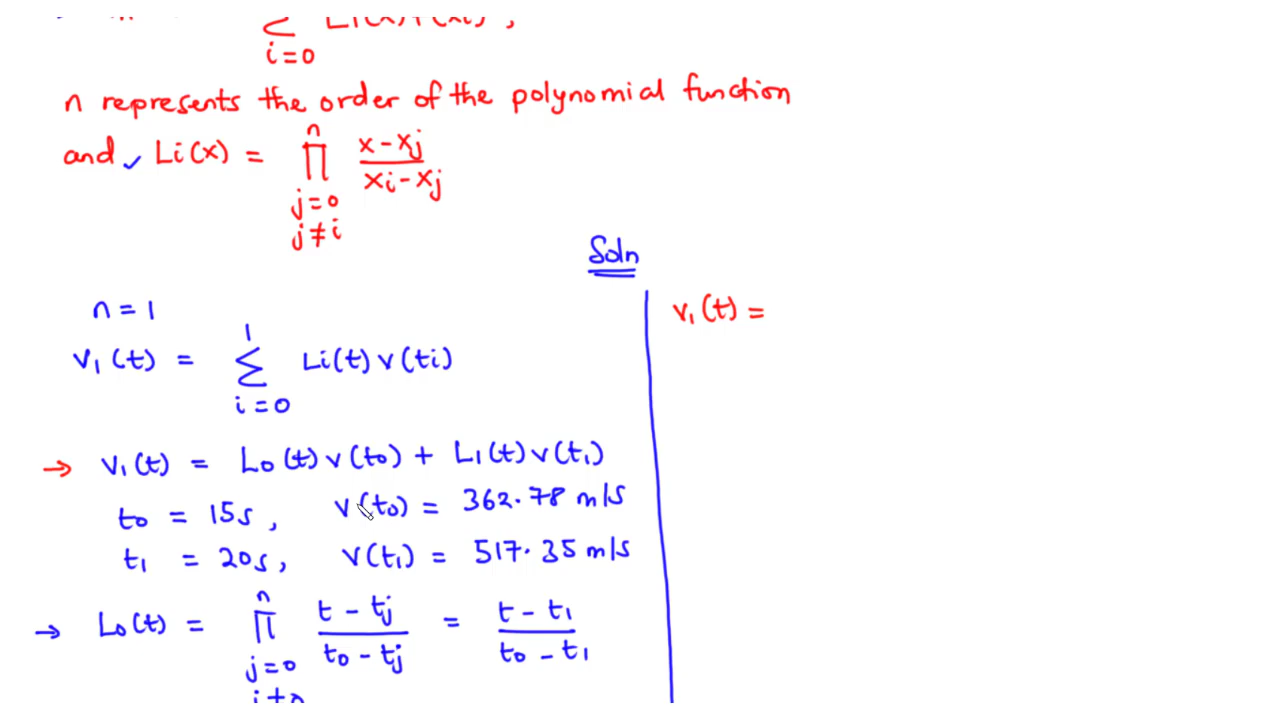 i=0
n represents the order of the polynomial function
and ✓ Li(x) = n ∏ j=0 j≠i x-xj / xi-xj
Soln
n = 1
v₁(t) = 1 ∑ i=0 Li(t) v(ti)
→ v₁(t) = L₀(t) v(t₀) + L₁(t) v(t₁)
t₀ = 15s, v(t₀) = 362.78 m/s
t₁ = 20s, v(t₁) = 517.35 m/s
→ L₀(t) = n ∏ j=0 t - tj / t₀ - tj = t - t₁ / t₀ - t₁
v₁(t) =